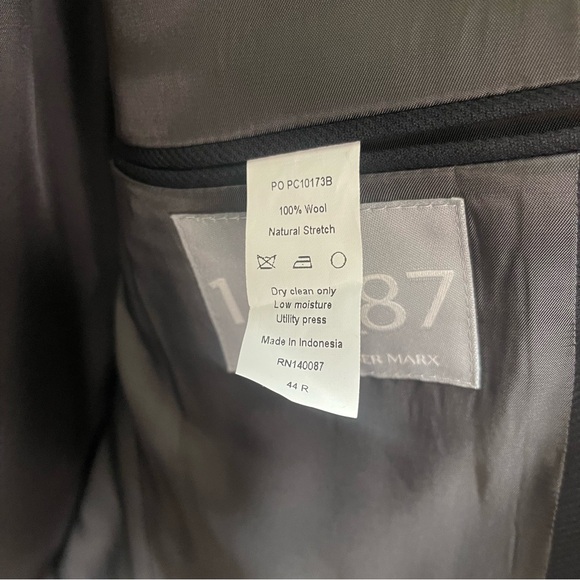 PO PC10173B
100% Wool
Natural Stretch
Dry clean only
Low moisture
Utility press
Made In Indonesia
RN140087
44 R
1 87
MARX